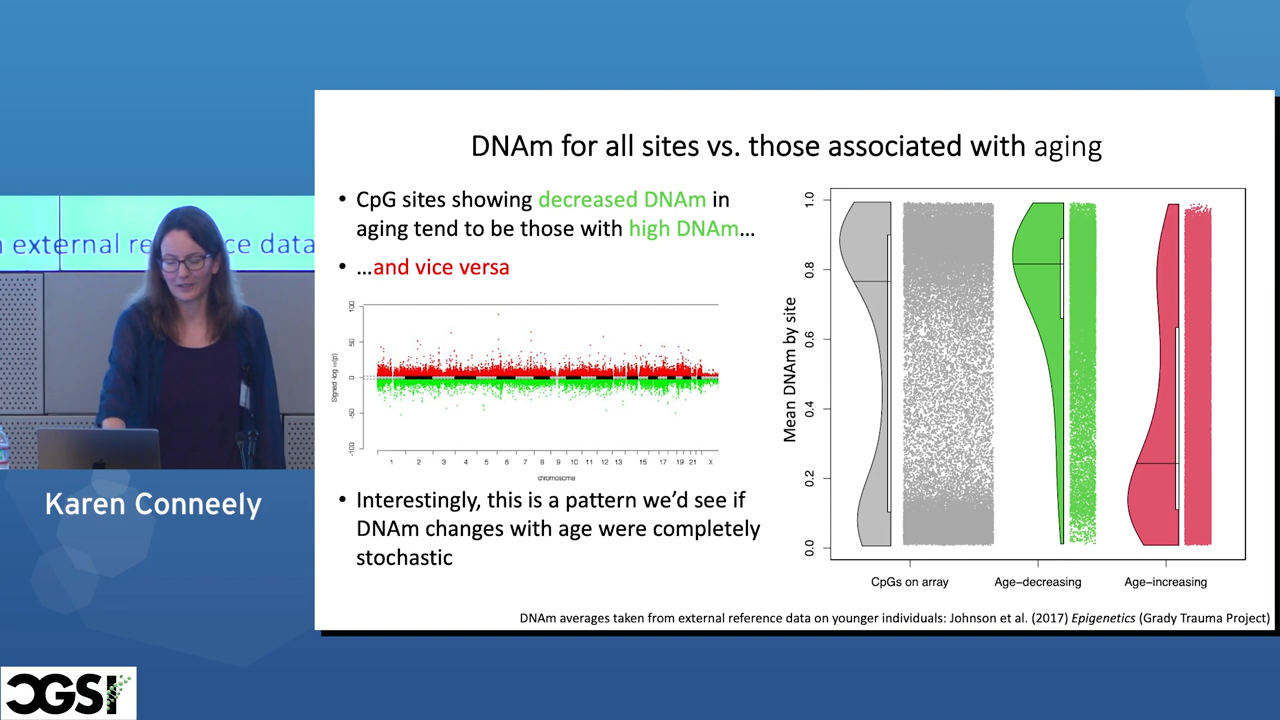 DNAm for all sites vs. those associated with aging
• CpG sites showing decreased DNAm in
aging tend to be those with high DNAm…
• …and vice versa
Signed -log10(p)
100
50
0
-50
-100
1 2 3 4 5 6 7 8 9 10 11 12 13 15 17 19 21 X
chromosome
• Interestingly, this is a pattern we’d see if
DNAm changes with age were completely
stochastic
Mean DNAm by site
1.0
0.8
0.6
0.4
0.2
0.0
CpGs on array Age−decreasing Age−increasing
DNAm averages taken from external reference data on younger individuals: Johnson et al. (2017) Epigenetics (Grady Trauma Project)
external reference data
Karen Conneely
CGSI